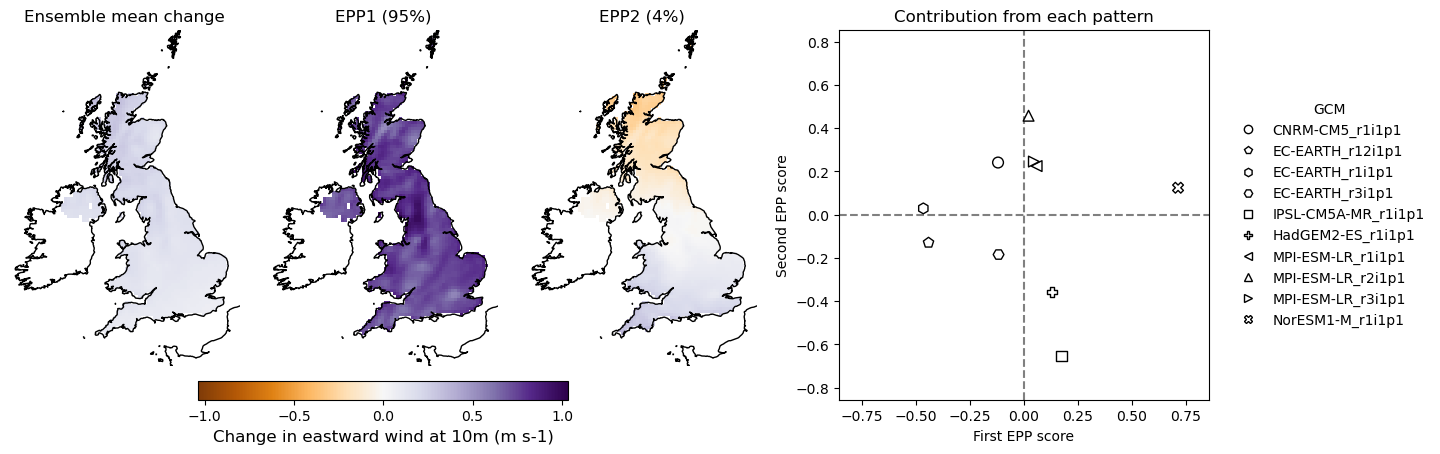 Ensemble mean change
EPP1 (95%)
EPP2 (4%)
−1.0
−0.5
0.0
0.5
1.0
Change in eastward wind at 10m (m s-1)
Contribution from each pattern
0.8
0.6
0.4
0.2
0.0
−0.2
−0.4
−0.6
−0.8
Second EPP score
−0.75
−0.50
−0.25
0.00
0.25
0.50
0.75
First EPP score
GCM
CNRM-CM5_r1i1p1
EC-EARTH_r12i1p1
EC-EARTH_r1i1p1
EC-EARTH_r3i1p1
IPSL-CM5A-MR_r1i1p1
HadGEM2-ES_r1i1p1
MPI-ESM-LR_r1i1p1
MPI-ESM-LR_r2i1p1
MPI-ESM-LR_r3i1p1
NorESM1-M_r1i1p1